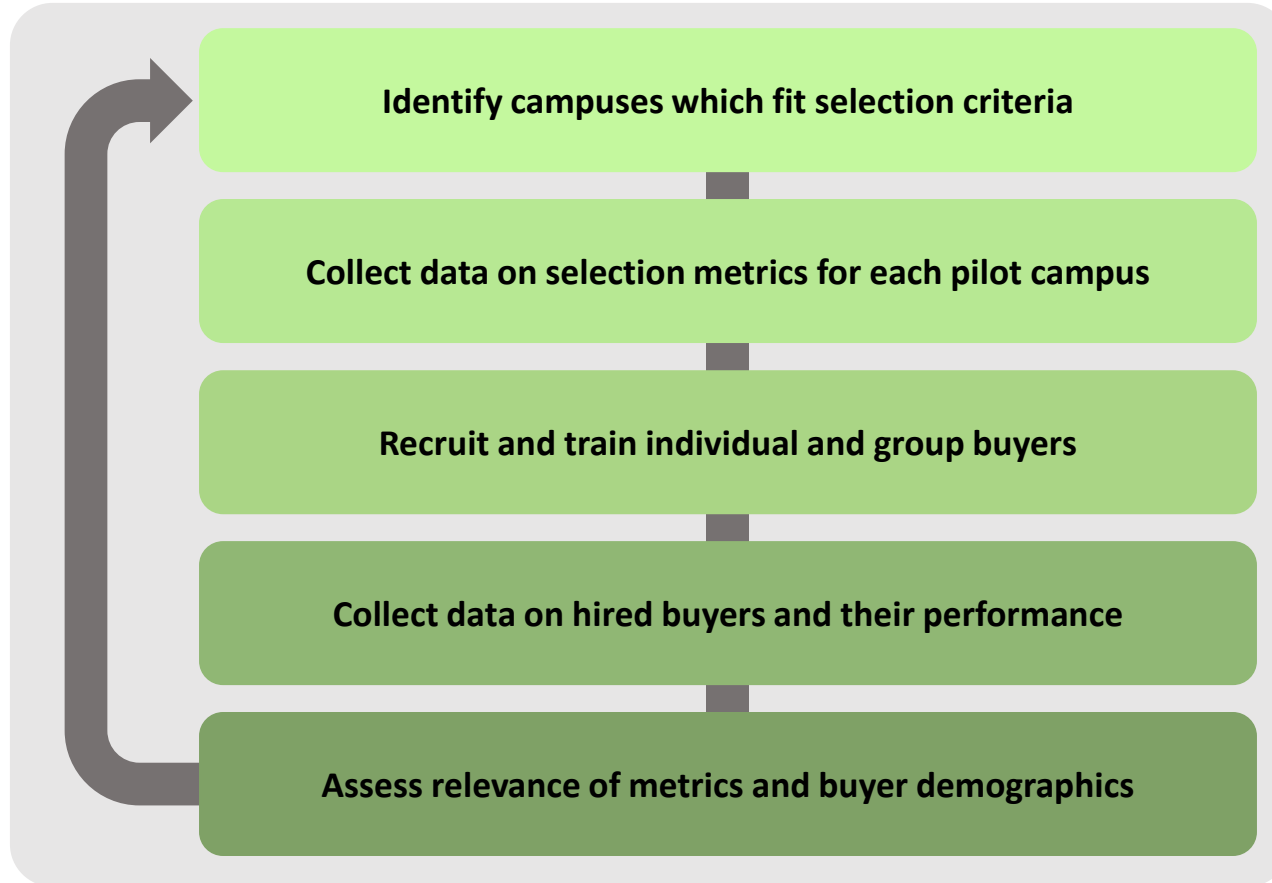 Identify campuses which fit selection criteria
Collect data on selection metrics for each pilot campus
Recruit and train individual and group buyers
Collect data on hired buyers and their performance
Assess relevance of metrics and buyer demographics